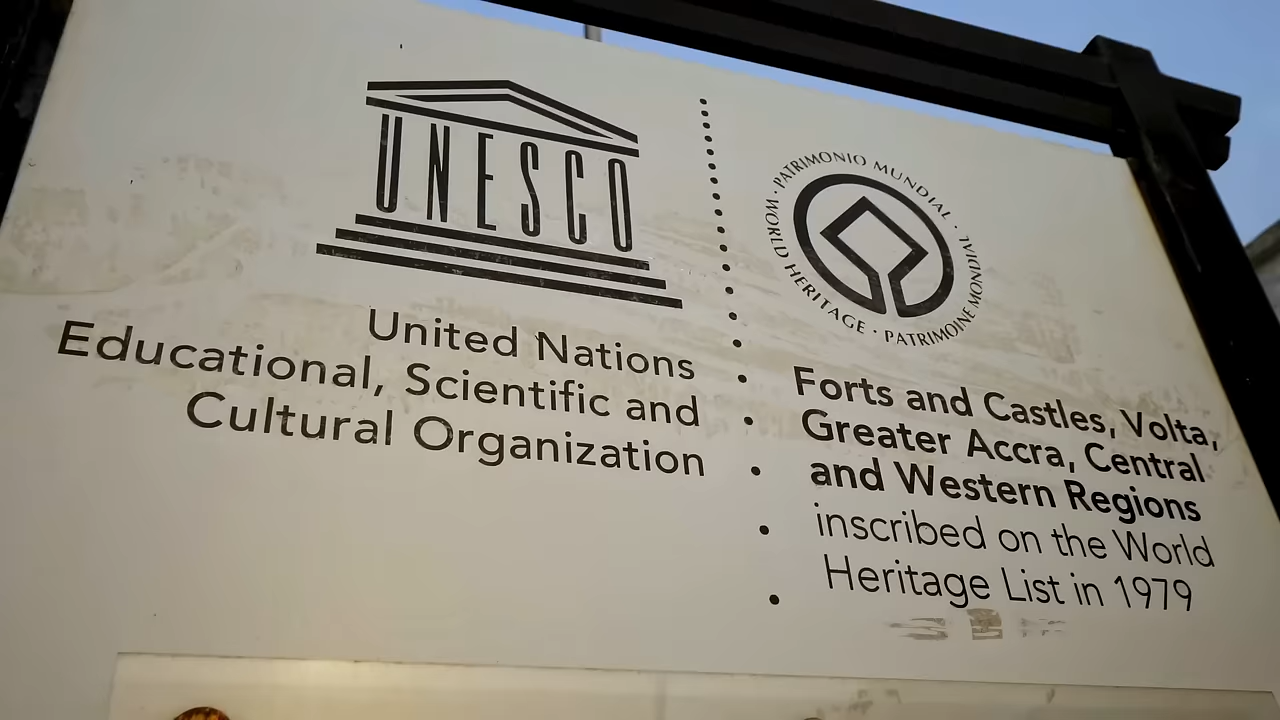 UNESCO
United Nations
Educational, Scientific and
Cultural Organization
WORLD HERITAGE · PATRIMONIO MUNDIAL · PATRIMOINE MONDIAL
Forts and Castles, Volta,
Greater Accra, Central
and Western Regions
inscribed on the World
Heritage List in 1979